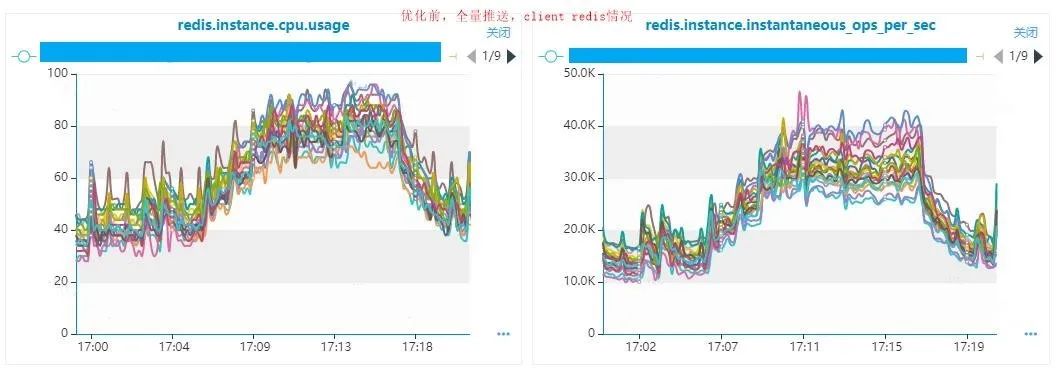 优化前，全量推送，client redis情况
redis.instance.cpu.usage
关闭
1/9
100
80
60
40
20
0
17:00 17:04 17:09 17:13 17:18
redis.instance.instantaneous_ops_per_sec
关闭
1/9
50.0K
40.0K
30.0K
20.0K
10.0K
0
17:02 17:07 17:11 17:15 17:19